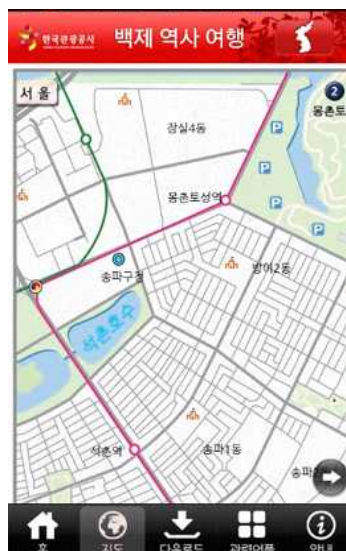 한국관광공사
백제 역사 여행
서울
2
몽촌토성
잠실4동
P
몽촌토성역
P
P
P
송파구청
방이2동
석촌호수
석촌역
송파1동
홈
지도
다운로드
관련어플
안내